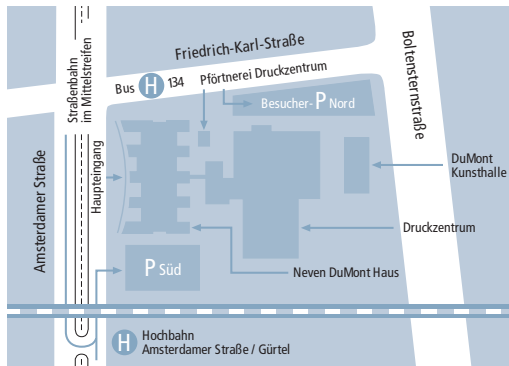 Friedrich-Karl-Straße
Straßenbahn
im Mittelstreifen
Bus H 134
Pförtnerei Druckzentrum
Besucher-P Nord
Boltensternstraße
Amsterdamer Straße
Haupteingang
DuMont
Kunsthalle
Druckzentrum
P Süd
Neven DuMont Haus
H Hochbahn
Amsterdamer Straße / Gürtel